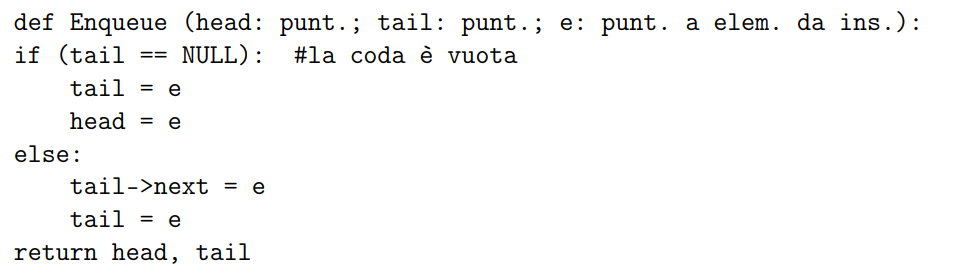 def Enqueue (head: punt.; tail: punt.; e: punt. a elem. da ins.):
if (tail == NULL):  #la coda è vuota
    tail = e
    head = e
else:
    tail->next = e
    tail = e
return head, tail